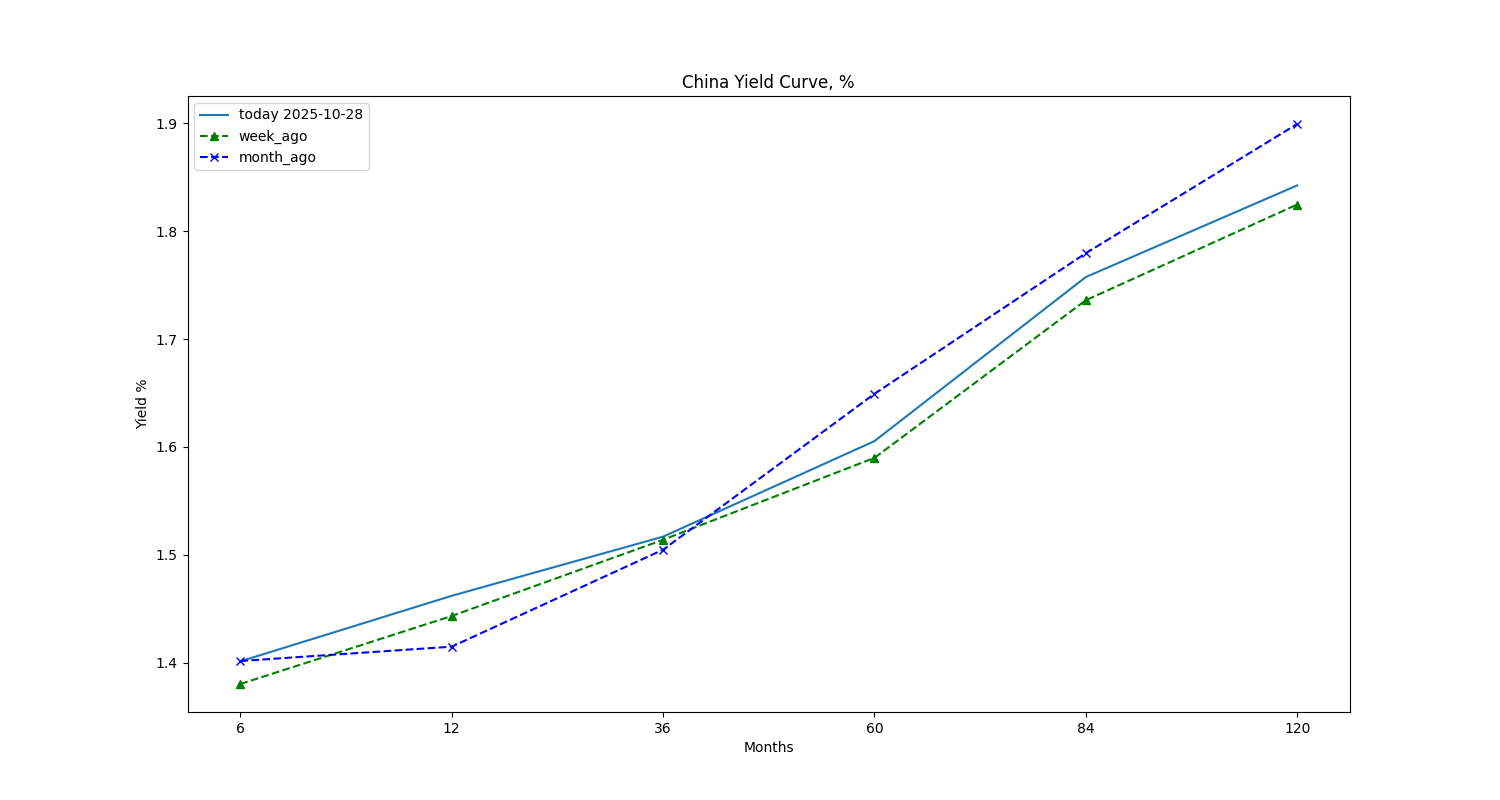 China Yield Curve, %
today 2025-10-28
week_ago
month_ago
1.9
1.8
1.7
1.6
1.5
1.4
Yield %
6 12 36 60 84 120
Months